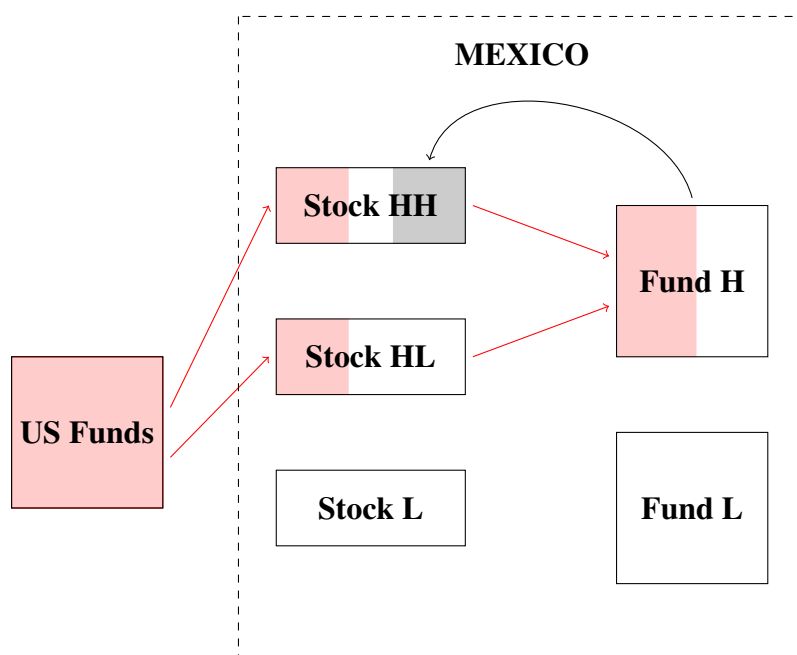 MEXICO
Stock HH
Fund H
Stock HL
US Funds
Stock L
Fund L